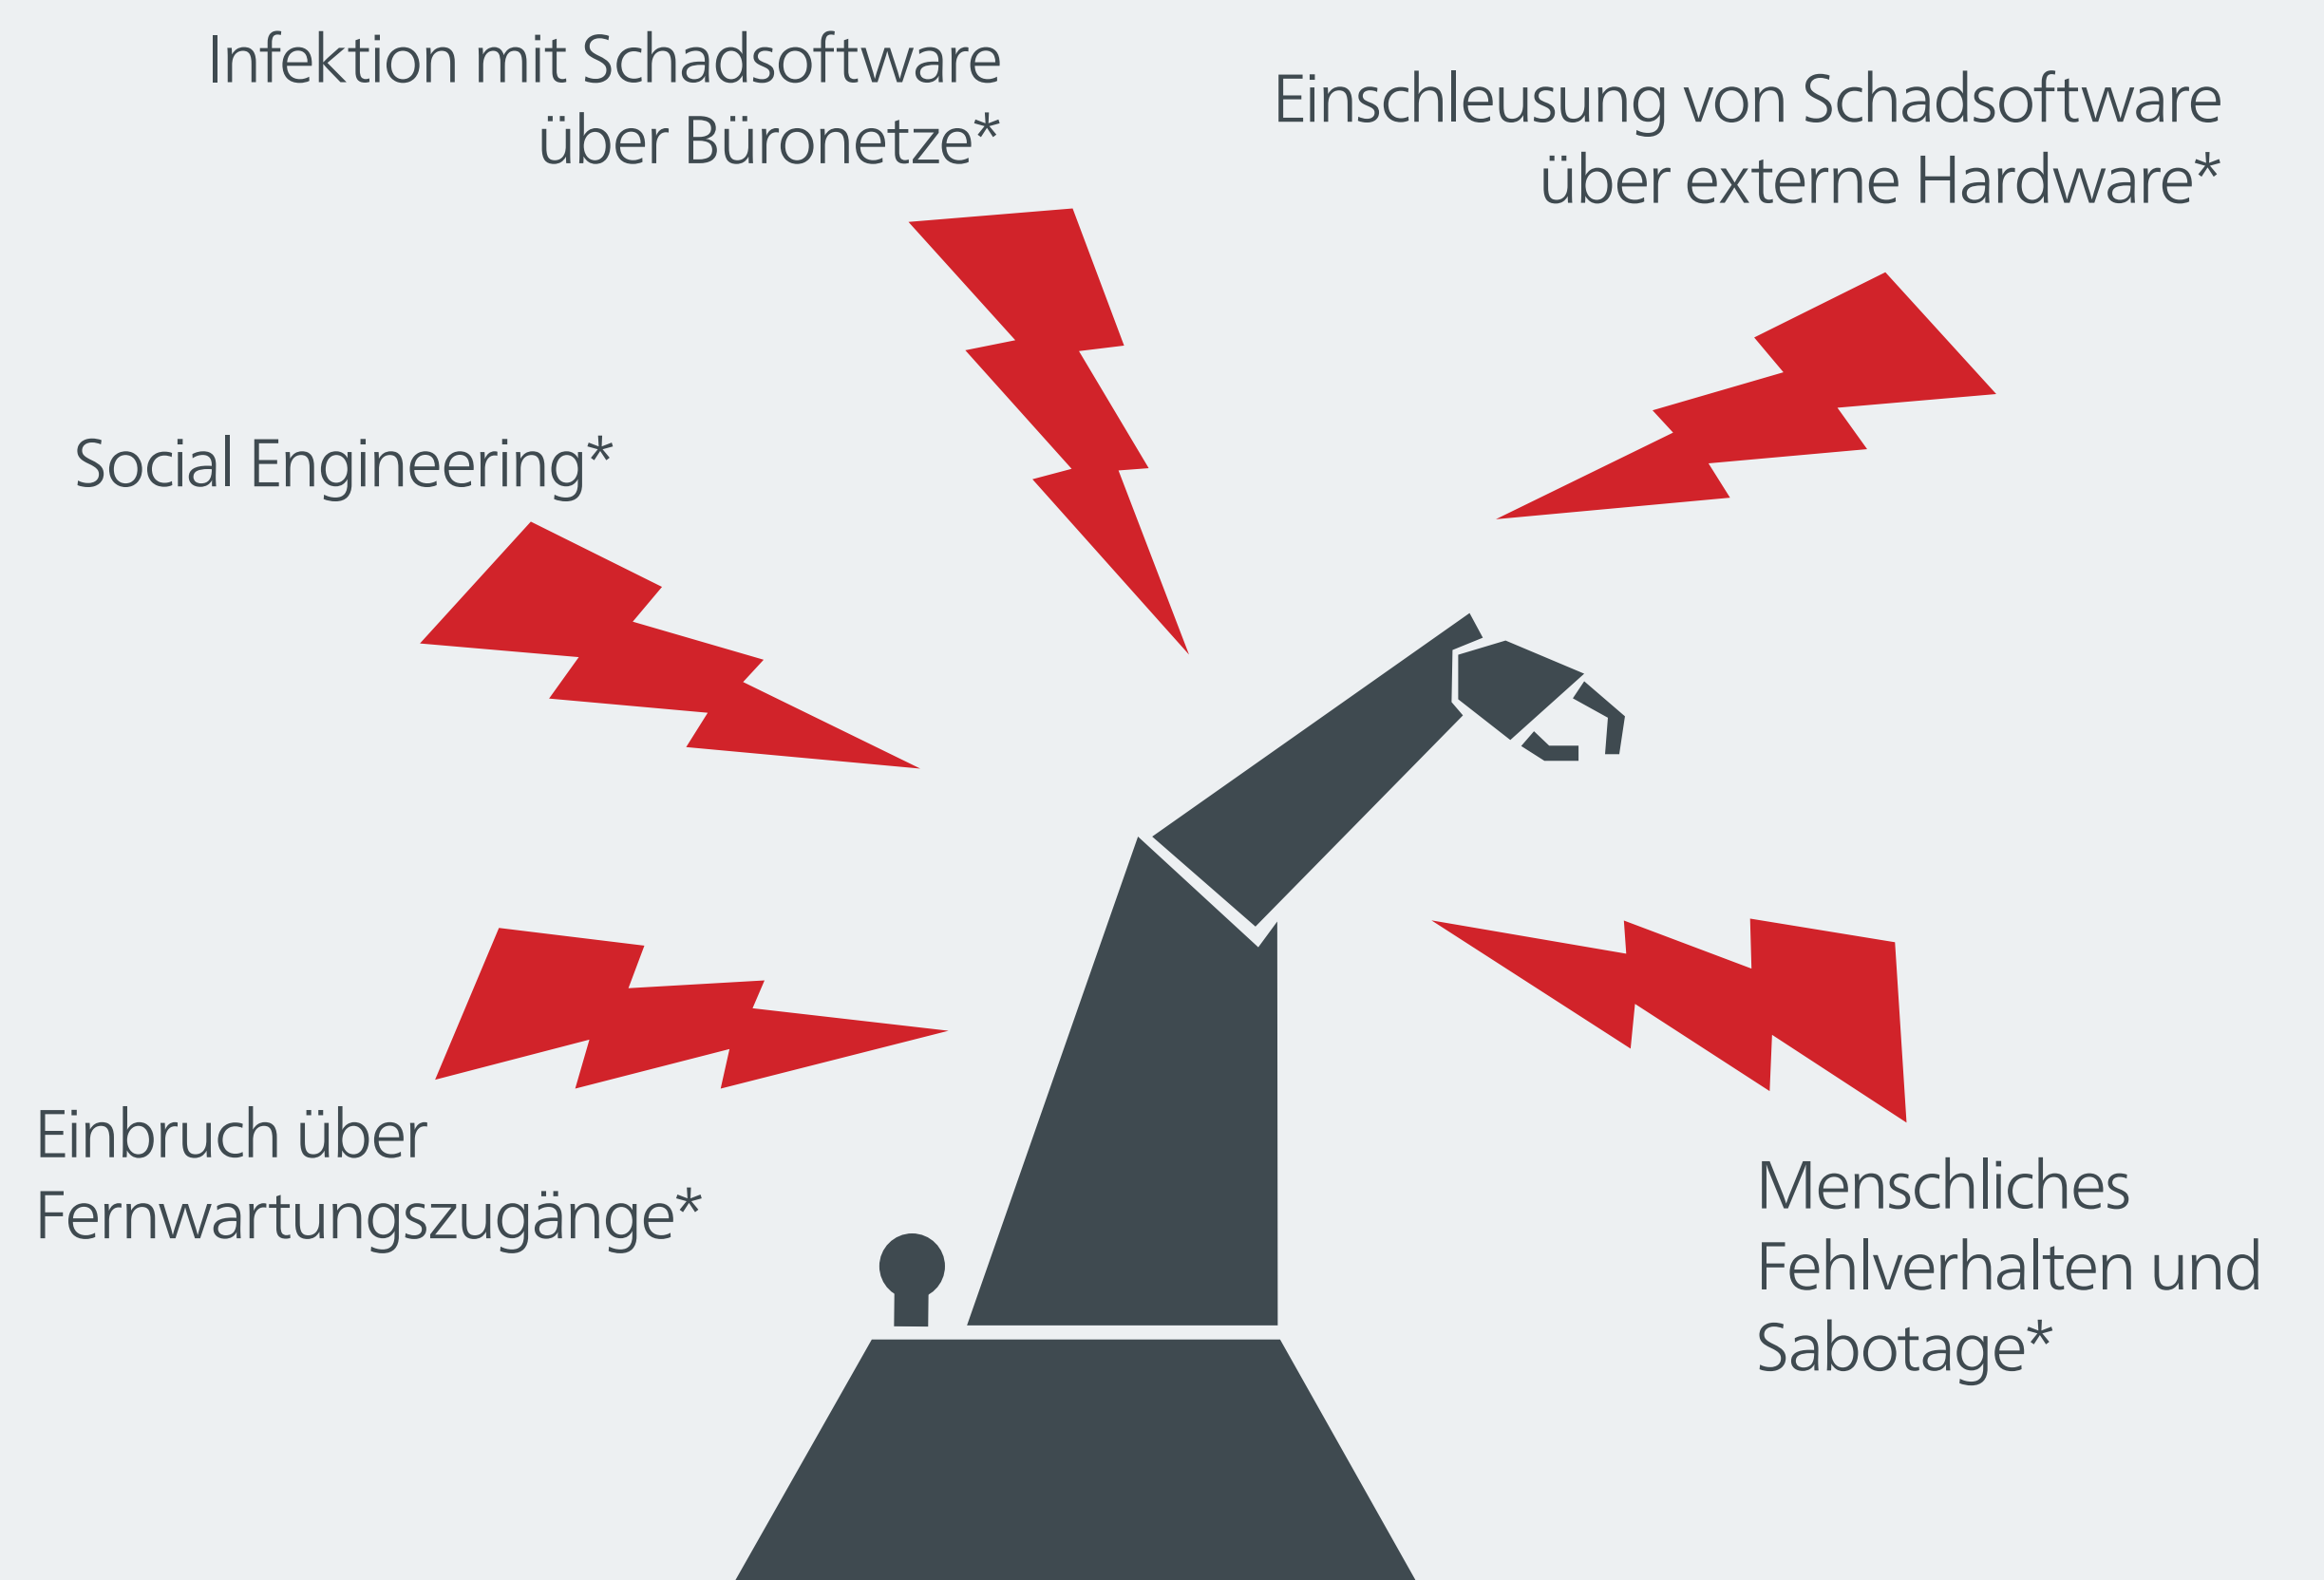 Infektion mit Schadsoftware
über Büronetze*
Einschleusung von Schadsoftware
über externe Hardware*
Social Engineering*
Einbruch über
Fernwartungszugänge*
Menschliches
Fehlverhalten und
Sabotage*